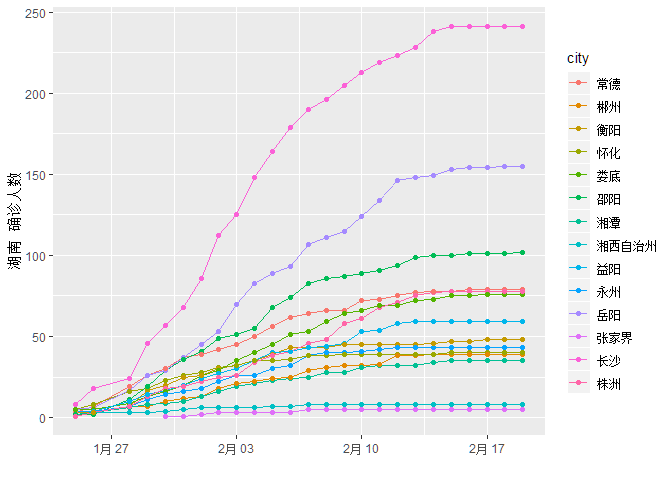 250
200
150
100
50
0
湖南 确诊人数
1月 27
2月 03
2月 10
2月 17
city
常德
郴州
衡阳
怀化
娄底
邵阳
湘潭
湘西自治州
益阳
永州
岳阳
张家界
长沙
株洲